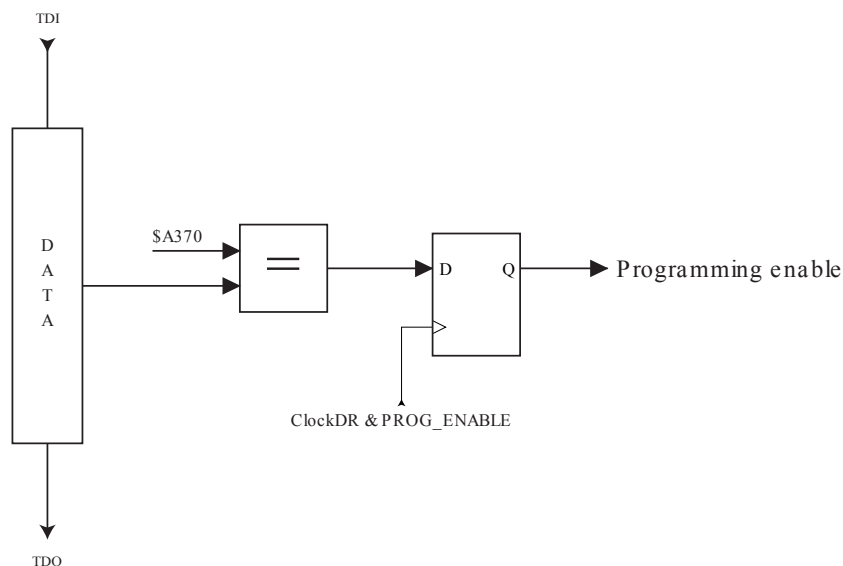 TDI
D
A
T
A
$A370
=
D
Q
Programming enable
ClockDR & PROG_ENABLE
TDO